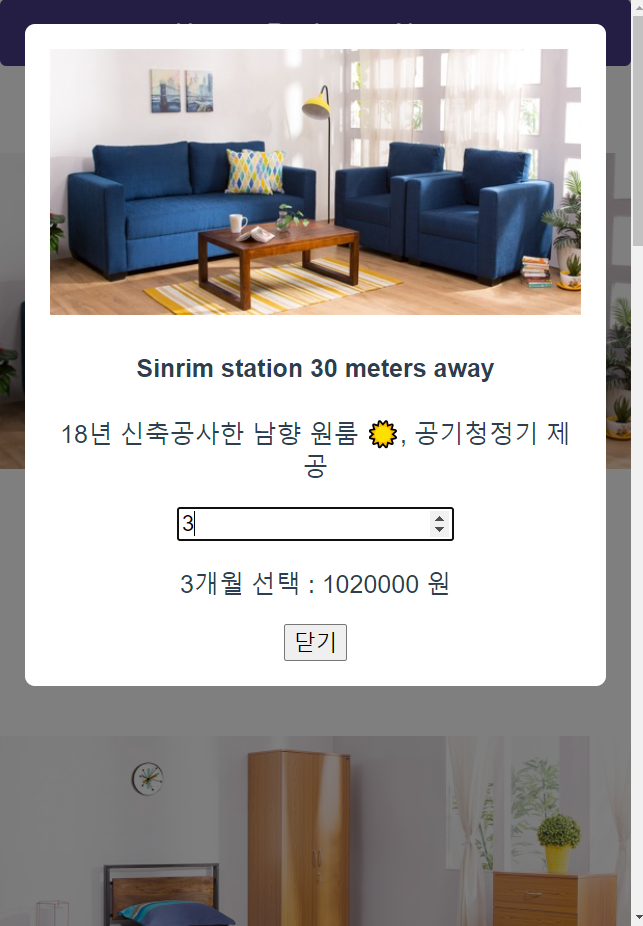 Sinrim station 30 meters away
18년 신축공사한 남향 원룸 ☀, 공기청정기 제
공
3
3개월 선택 : 1020000 원
닫기